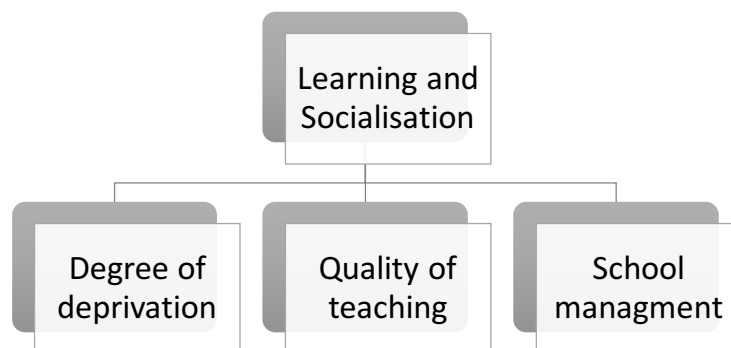 Learning and
Socialisation
Degree of
deprivation
Quality of
teaching
School
managment